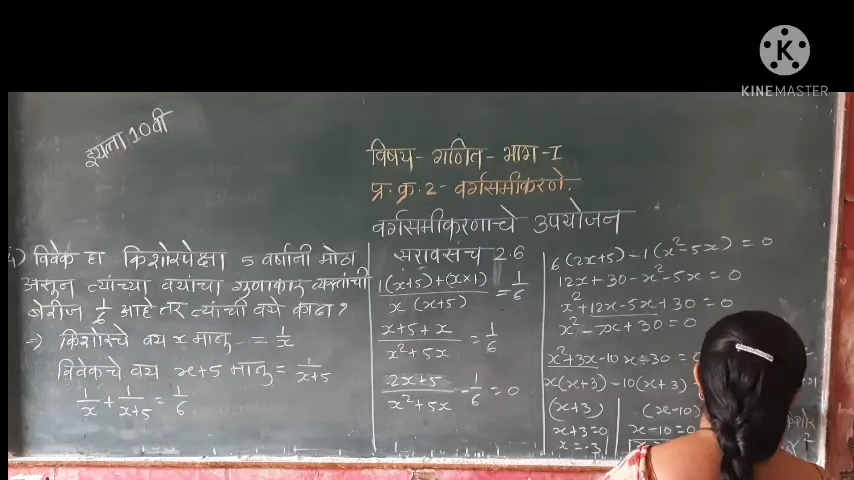 KINEMASTER
इयत्ता 10वी
विषय- गणित- भाग-I
प्र.क्र.2- वर्गसमीकरणे.
वर्गसमीकरणाचे उपयोजन
सरावसंच 2.6
4) विवेक हा किशोरपेक्षा 5 वर्षानी मोठा
असून त्यांच्या वयांचा गुणाकार व्यस्तांची
बेरीज 1/6 आहे तर त्यांची वये काढा?
→ किशोरचे वय x मानू = 1/x
विवेकचे वय x+5 मानू = 1/x+5
1/x + 1/x+5 = 1/6
1(x+5)+(x×1)/x(x+5) = 1/6
x+5+x/x²+5x = 1/6
2x+5/x²+5x - 1/6 = 0
6(2x+5)-1(x²-5x) = 0
12x+30-x²-5x = 0
x²+12x-5x+30 = 0
x²-7x+30 = 0
x²+3x-10x-30 = 0
x(x+3)-10(x+3)
(x+3) (x-10)
x+3=0 x-10=0
x=-3